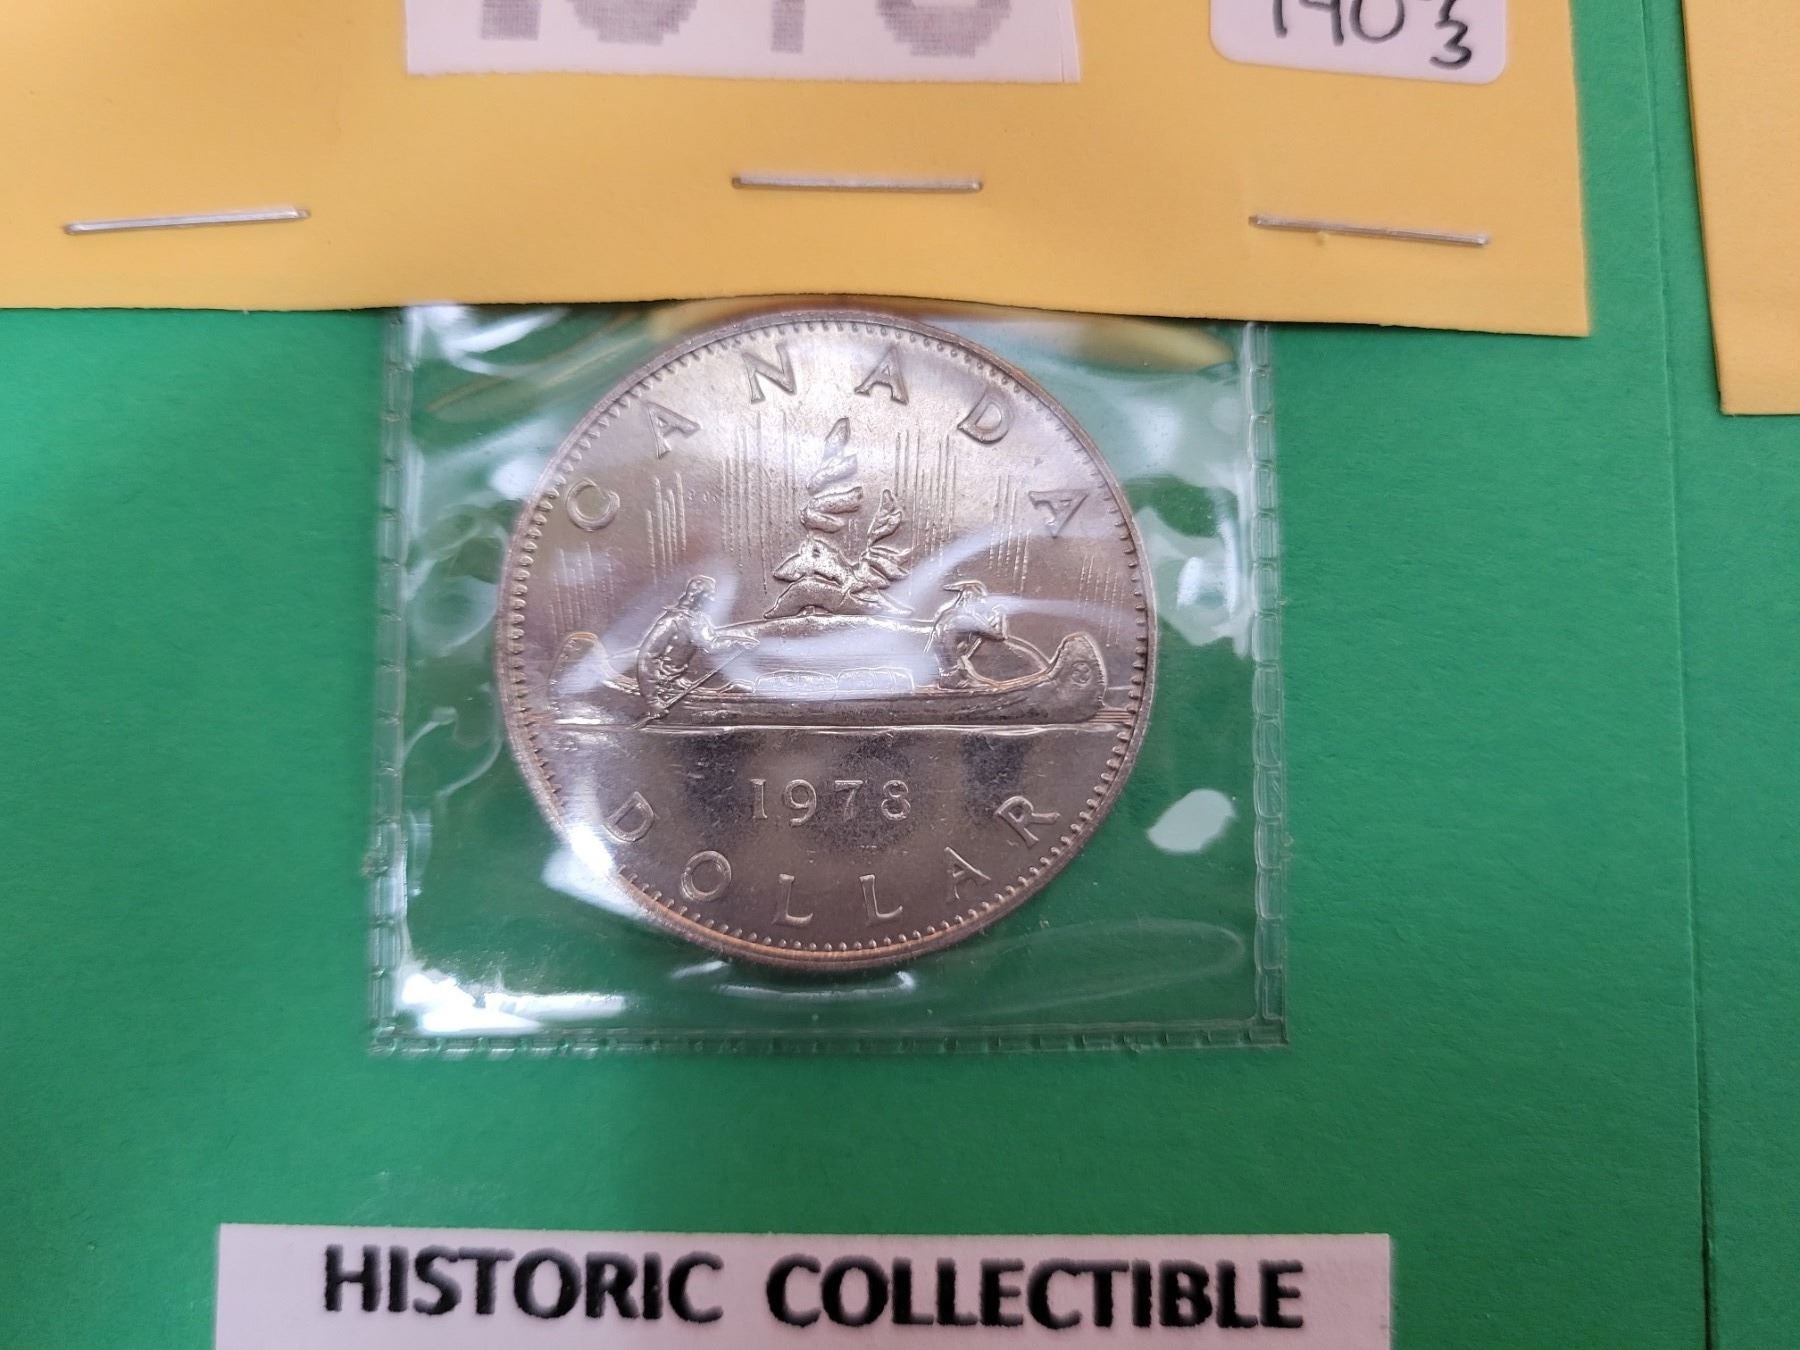 CANADA
1978
DOLLAR
HISTORIC COLLECTIBLE